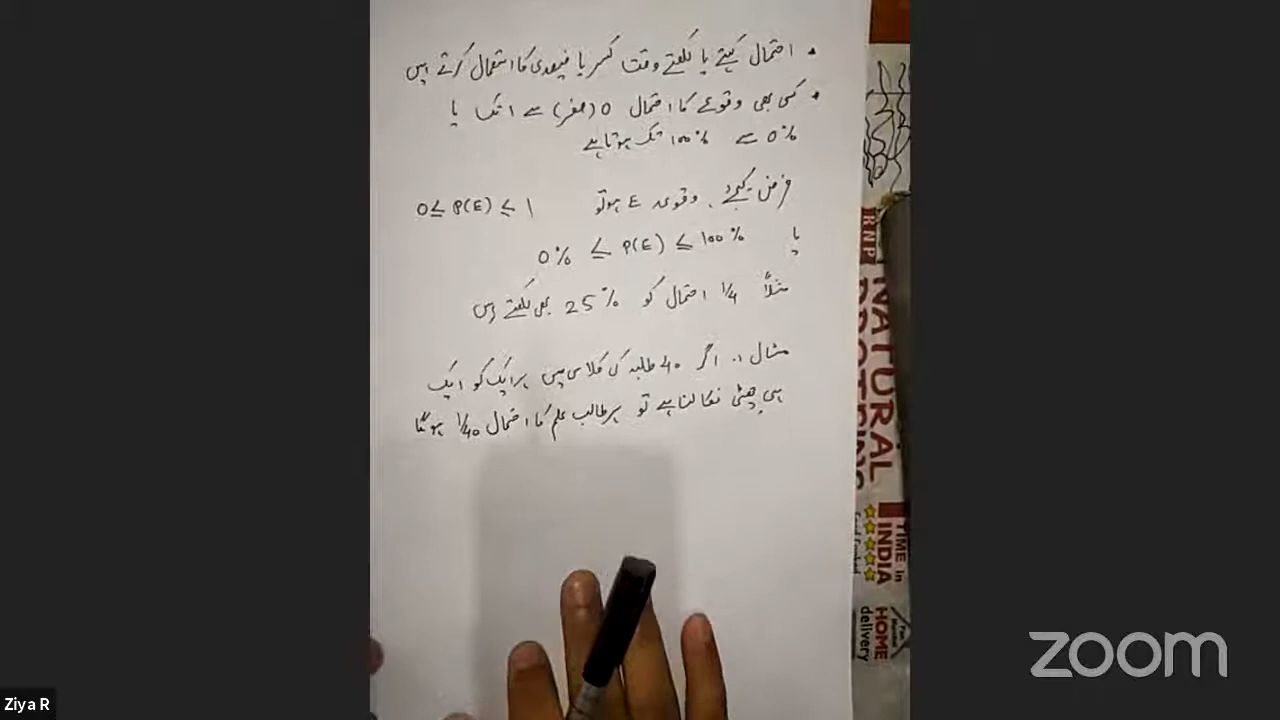 • احتمال کہتے یا لکھتے وقت کسر یا فیصدی کا استعمال کرتے ہیں
• کسی بھی وقوعے کا احتمال 0 (صفر) سے 1 تک یا
0% سے 100% تک ہوتا ہے
فرض کیجئے، وقوعہ E ہو تو 0 ≤ P(E) ≤ 1
یا 0% ≤ P(E) ≤ 100%
مثلاً 1/4 احتمال کو 25% بھی لکھتے ہیں
مثال :. اگر 40 طلبہ کی کلاس میں ہر ایک کو ایک
ہی چھٹی نکالنا ہے تو ہر طالب علم کا احتمال 1/40 ہوگا
RNP
NATURAL
TIME in
INDIA
HOME
delivery
zoom
Ziya R